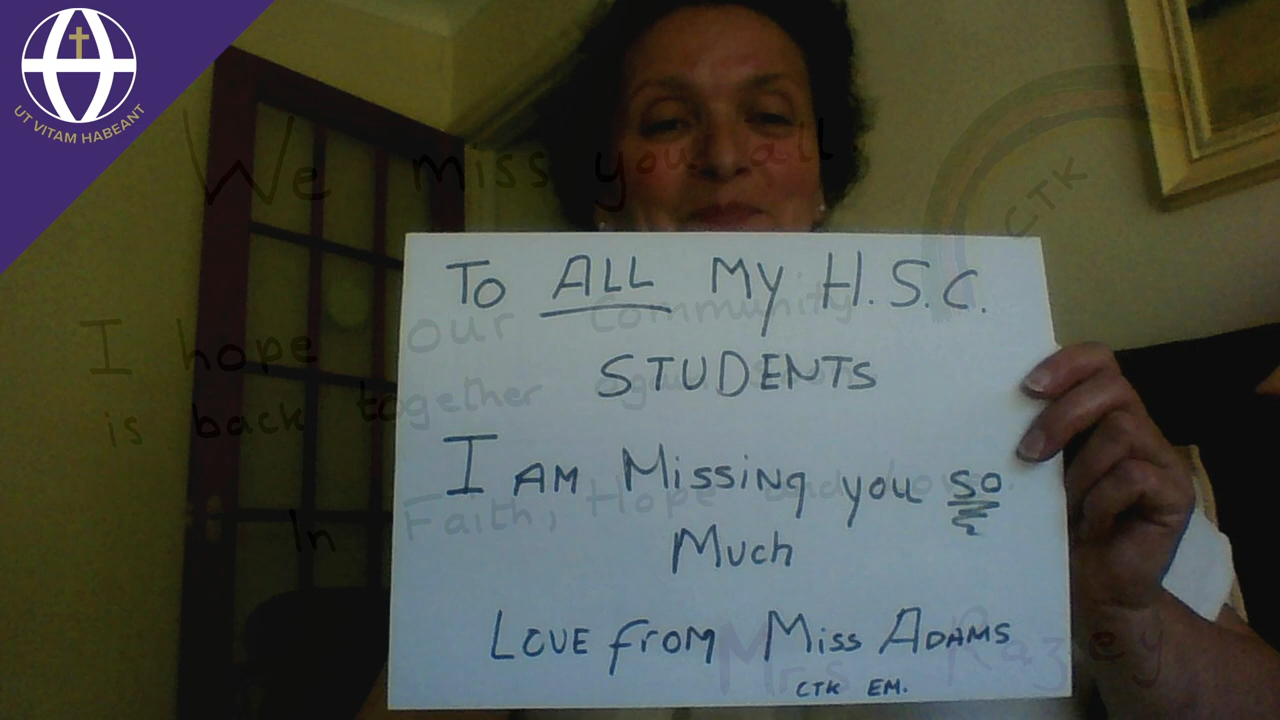 UT VITAM HABEANT
We miss you all
CTK
I hope our community
is back together again
In Faith, Hope and love.
Mrs Razey
TO ALL MY H.S.C.
STUDENTS
I AM MISSING you so
Much
LOVE from Miss ADAMS
CTK EM.